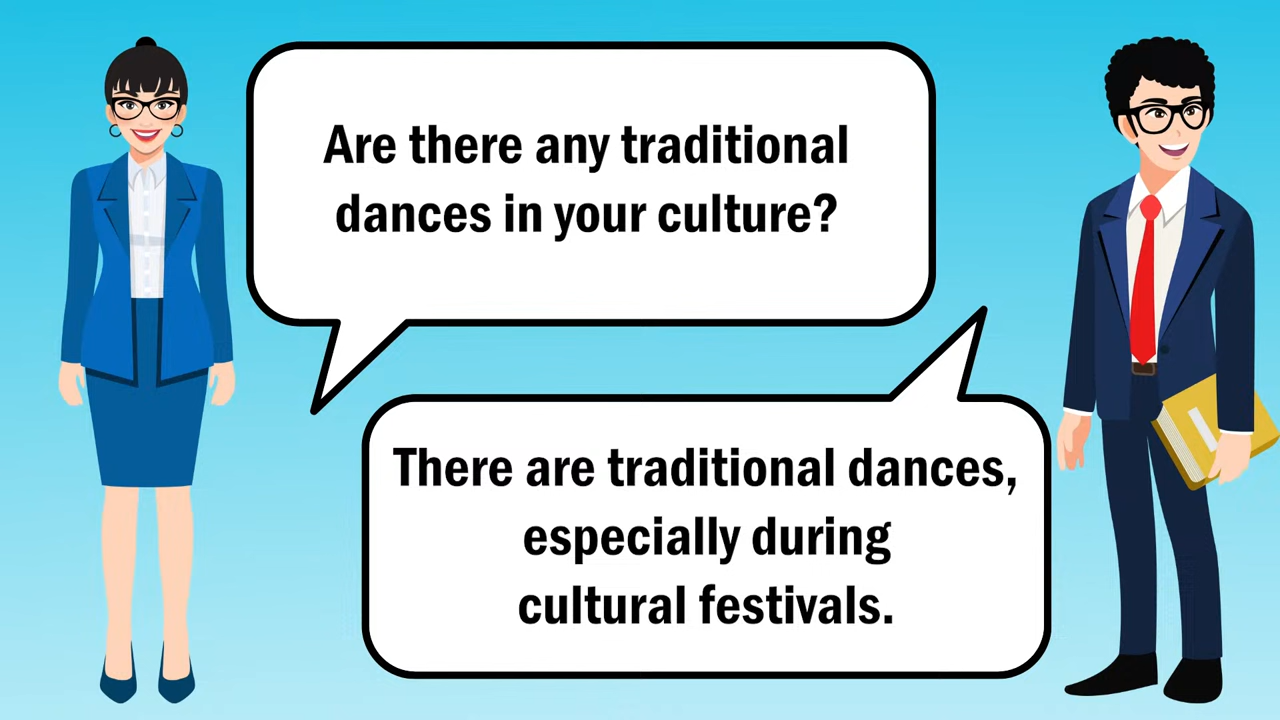 Are there any traditional
dances in your culture?
There are traditional dances,
especially during
cultural festivals.